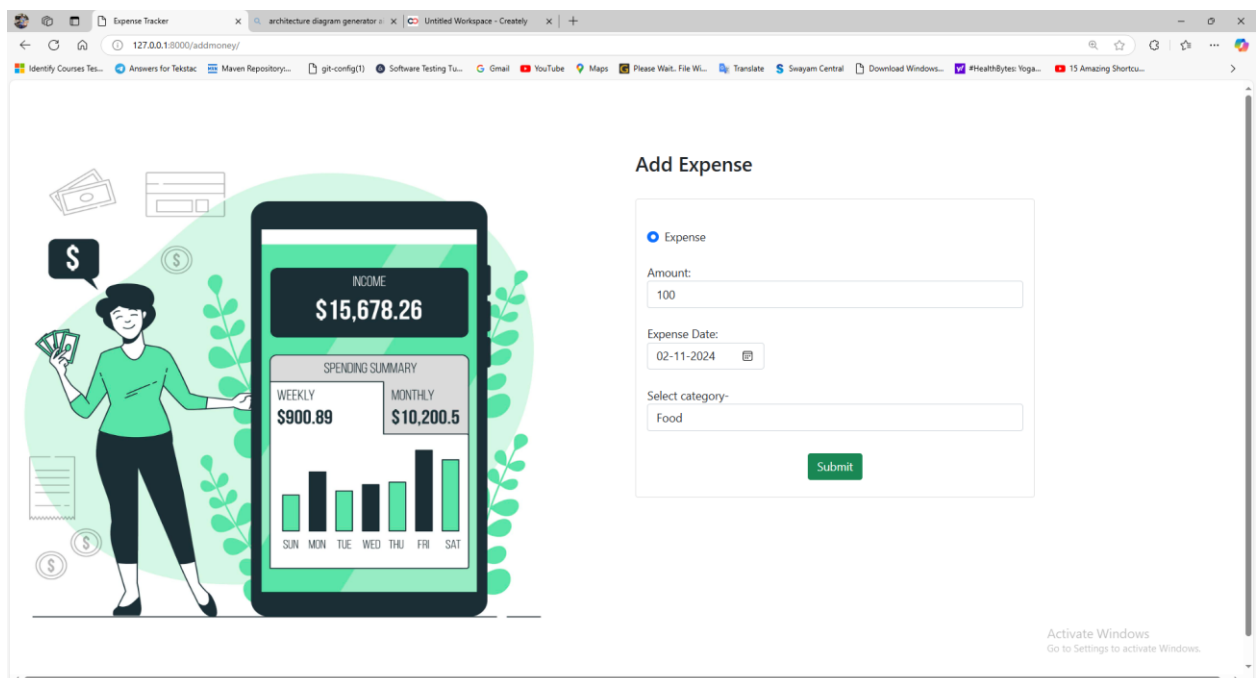 Expense Tracker
architecture diagram generator
Untitled Workspace - Creately
127.0.0.1:8000/addmoney/
Identify Courses Tes...
Answers for Tekstac
Maven Repository:...
git-config(1)
Software Testing Tu...
Gmail
YouTube
Maps
Please Wait.. File Wi...
Translate
Swayam Central
Download Windows...
#HealthBytes: Yoga...
15 Amazing Shortcu...
$
$
$
$
INCOME
$15,678.26
SPENDING SUMMARY
WEEKLY MONTHLY
$900.89 $10,200.5
SUN MON TUE WED THU FRI SAT
Add Expense
Expense
Amount:
100
Expense Date:
02-11-2024
Select category-
Food
Submit
Activate Windows
Go to Settings to activate Windows.